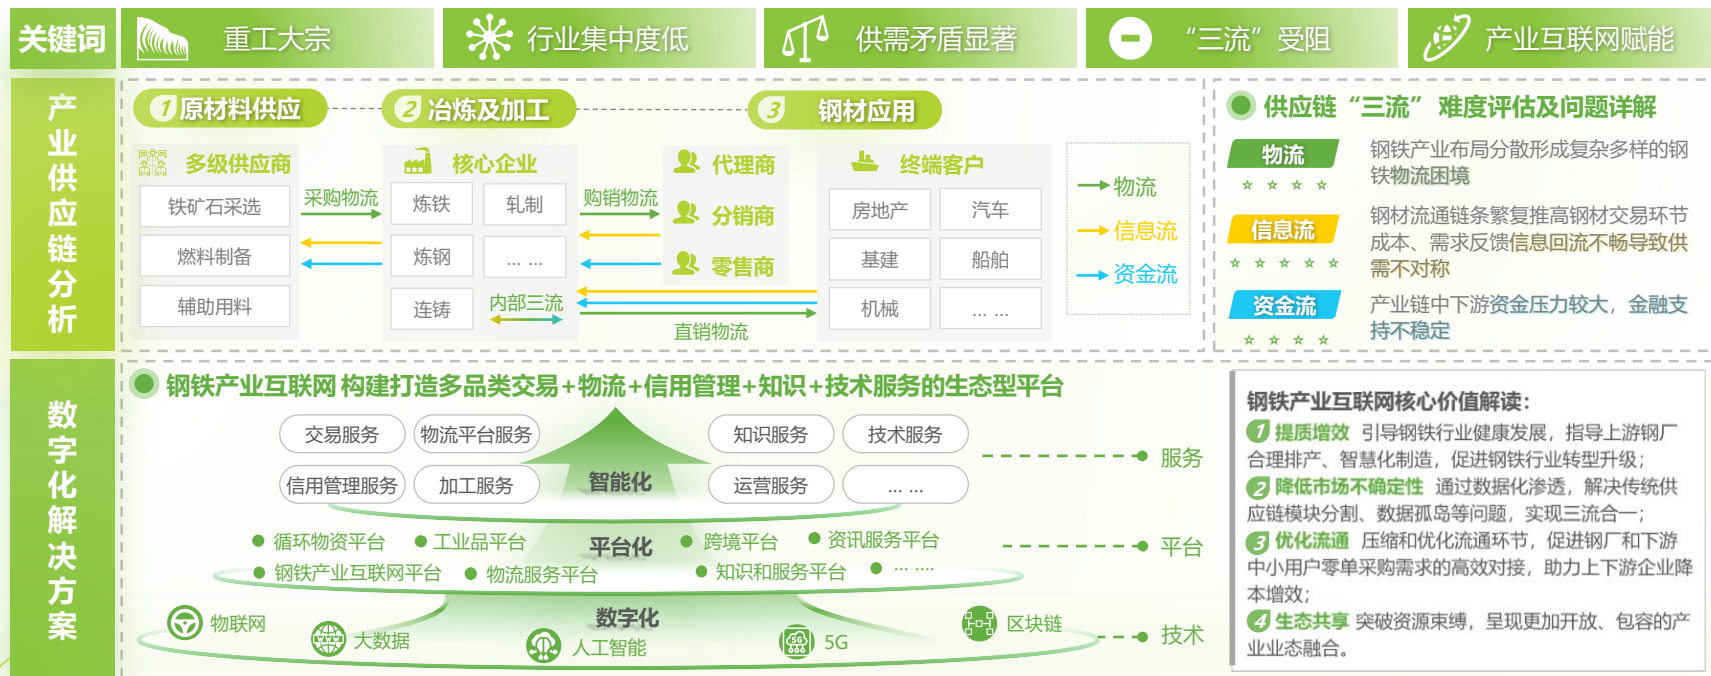 关键词
重工大宗
行业集中度低
供需矛盾显著
“三流”受阻
产业互联网赋能
产业供应链分析
1 原材料供应
2 冶炼及加工
3 钢材应用
多级供应商
铁矿石采选
燃料制备
辅助用料
采购物流
核心企业
炼铁
轧制
炼钢
... ...
连铸
内部三流
购销物流
代理商
分销商
零售商
直销物流
终端客户
房地产
汽车
基建
船舶
机械
... ...
物流
信息流
资金流
供应链“三流”难度评估及问题详解
物流
☆ ☆ ☆ ☆
钢铁产业布局分散形成复杂多样的钢
铁物流困境
信息流
☆ ☆ ☆ ☆ ☆
钢材流通链条繁复推高钢材交易环节
成本、需求反馈信息回流不畅导致供
需不对称
资金流
☆ ☆ ☆ ☆
产业链中下游资金压力较大，金融支
持不稳定
数字化解决方案
钢铁产业互联网 构建打造多品类交易+物流+信用管理+知识+技术服务的生态型平台
交易服务
物流平台服务
知识服务
技术服务
信用管理服务
加工服务
智能化
运营服务
... ...
服务
循环物资平台
工业品平台
平台化
跨境平台
资讯服务平台
钢铁产业互联网平台
物流服务平台
知识和服务平台
... ....
平台
数字化
物联网
大数据
人工智能
5G
5G
区块链
技术
钢铁产业互联网核心价值解读：
1 提质增效 引导钢铁行业健康发展，指导上游钢厂
合理排产、智慧化制造，促进钢铁行业转型升级；
2 降低市场不确定性 通过数据化渗透，解决传统供
应链模块分割、数据孤岛等问题，实现三流合一；
3 优化流通 压缩和优化流通环节，促进钢厂和下游
中小用户零单采购需求的高效对接，助力上下游企业降
本增效；
4 生态共享 突破资源束缚，呈现更加开放、包容的产
业业态融合。